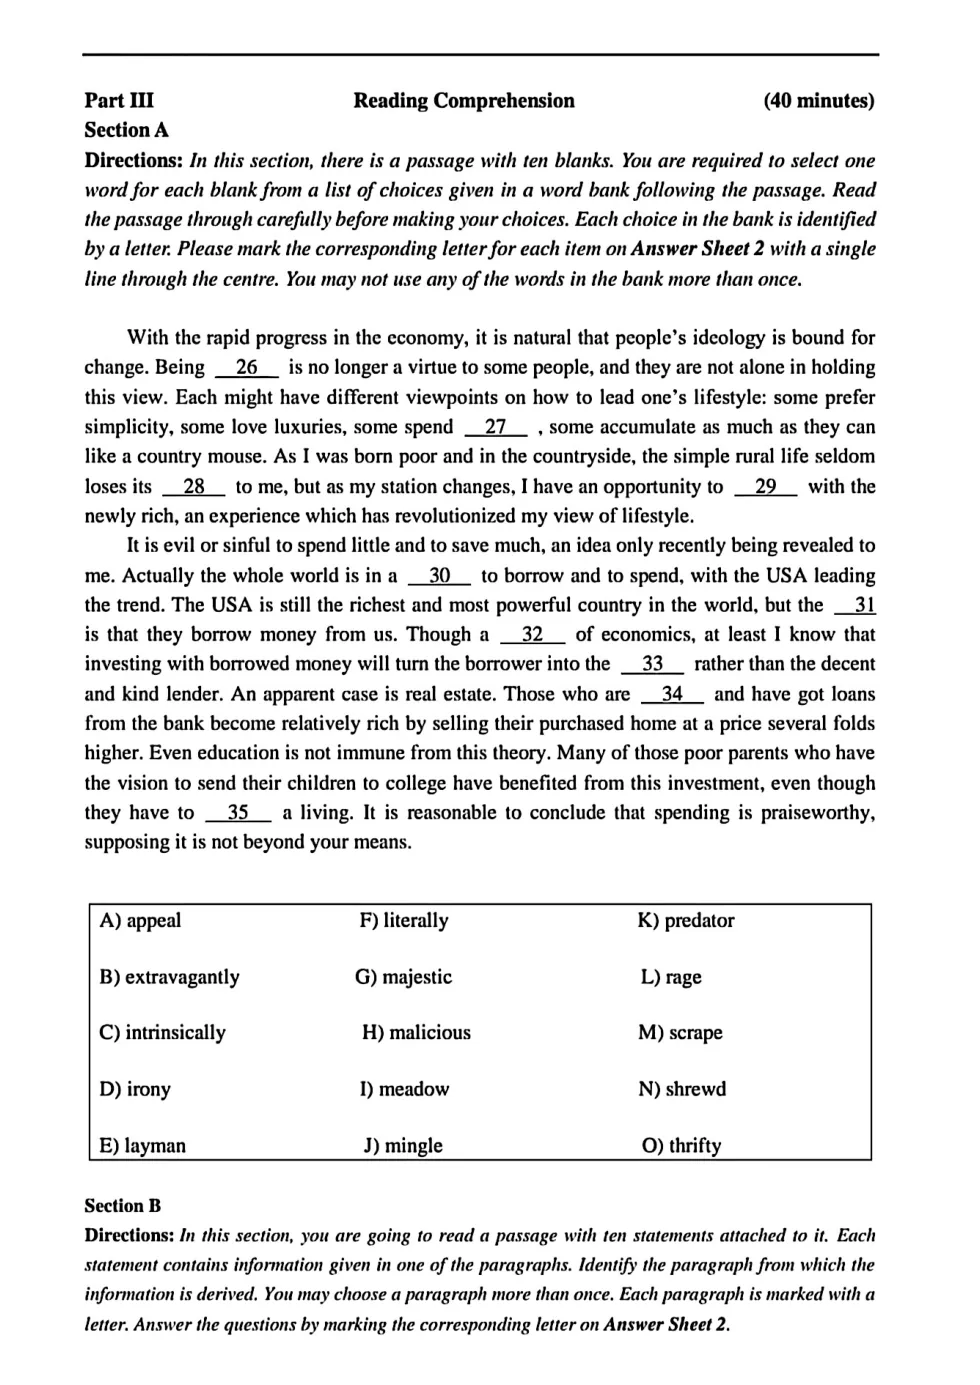 Part III Reading Comprehension (40 minutes)
Section A
Directions: In this section, there is a passage with ten blanks. You are required to select one
word for each blank from a list of choices given in a word bank following the passage. Read
the passage through carefully before making your choices. Each choice in the bank is identified
by a letter. Please mark the corresponding letter for each item on Answer Sheet 2 with a single
line through the centre. You may not use any of the words in the bank more than once.
With the rapid progress in the economy, it is natural that people's ideology is bound for
change. Being 26 is no longer a virtue to some people, and they are not alone in holding
this view. Each might have different viewpoints on how to lead one's lifestyle: some prefer
simplicity, some love luxuries, some spend 27 , some accumulate as much as they can
like a country mouse. As I was born poor and in the countryside, the simple rural life seldom
loses its 28 to me, but as my station changes, I have an opportunity to 29 with the
newly rich, an experience which has revolutionized my view of lifestyle.
It is evil or sinful to spend little and to save much, an idea only recently being revealed to
me. Actually the whole world is in a 30 to borrow and to spend, with the USA leading
the trend. The USA is still the richest and most powerful country in the world, but the 31
is that they borrow money from us. Though a 32 of economics, at least I know that
investing with borrowed money will turn the borrower into the 33 rather than the decent
and kind lender. An apparent case is real estate. Those who are 34 and have got loans
from the bank become relatively rich by selling their purchased home at a price several folds
higher. Even education is not immune from this theory. Many of those poor parents who have
the vision to send their children to college have benefited from this investment, even though
they have to 35 a living. It is reasonable to conclude that spending is praiseworthy,
supposing it is not beyond your means.
A) appeal F) literally K) predator
B) extravagantly G) majestic L) rage
C) intrinsically H) malicious M) scrape
D) irony I) meadow N) shrewd
E) layman J) mingle O) thrifty
Section B
Directions: In this section, you are going to read a passage with ten statements attached to it. Each
statement contains information given in one of the paragraphs. Identify the paragraph from which the
information is derived. You may choose a paragraph more than once. Each paragraph is marked with a
letter. Answer the questions by marking the corresponding letter on Answer Sheet 2.